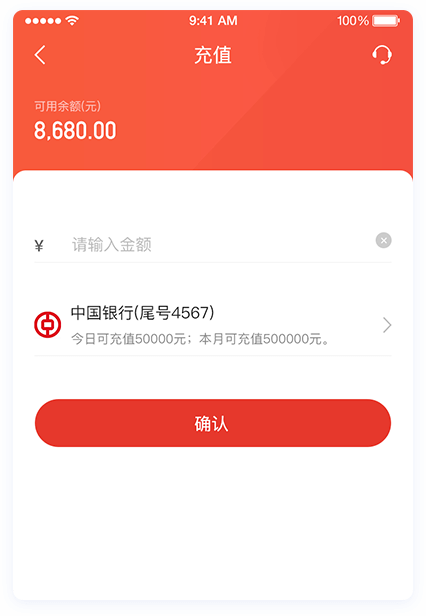 9:41 AM
100%
充值
可用余额(元)
8,680.00
¥ 请输入金额
中国银行(尾号4567)
今日可充值50000元；本月可充值500000元。
确认